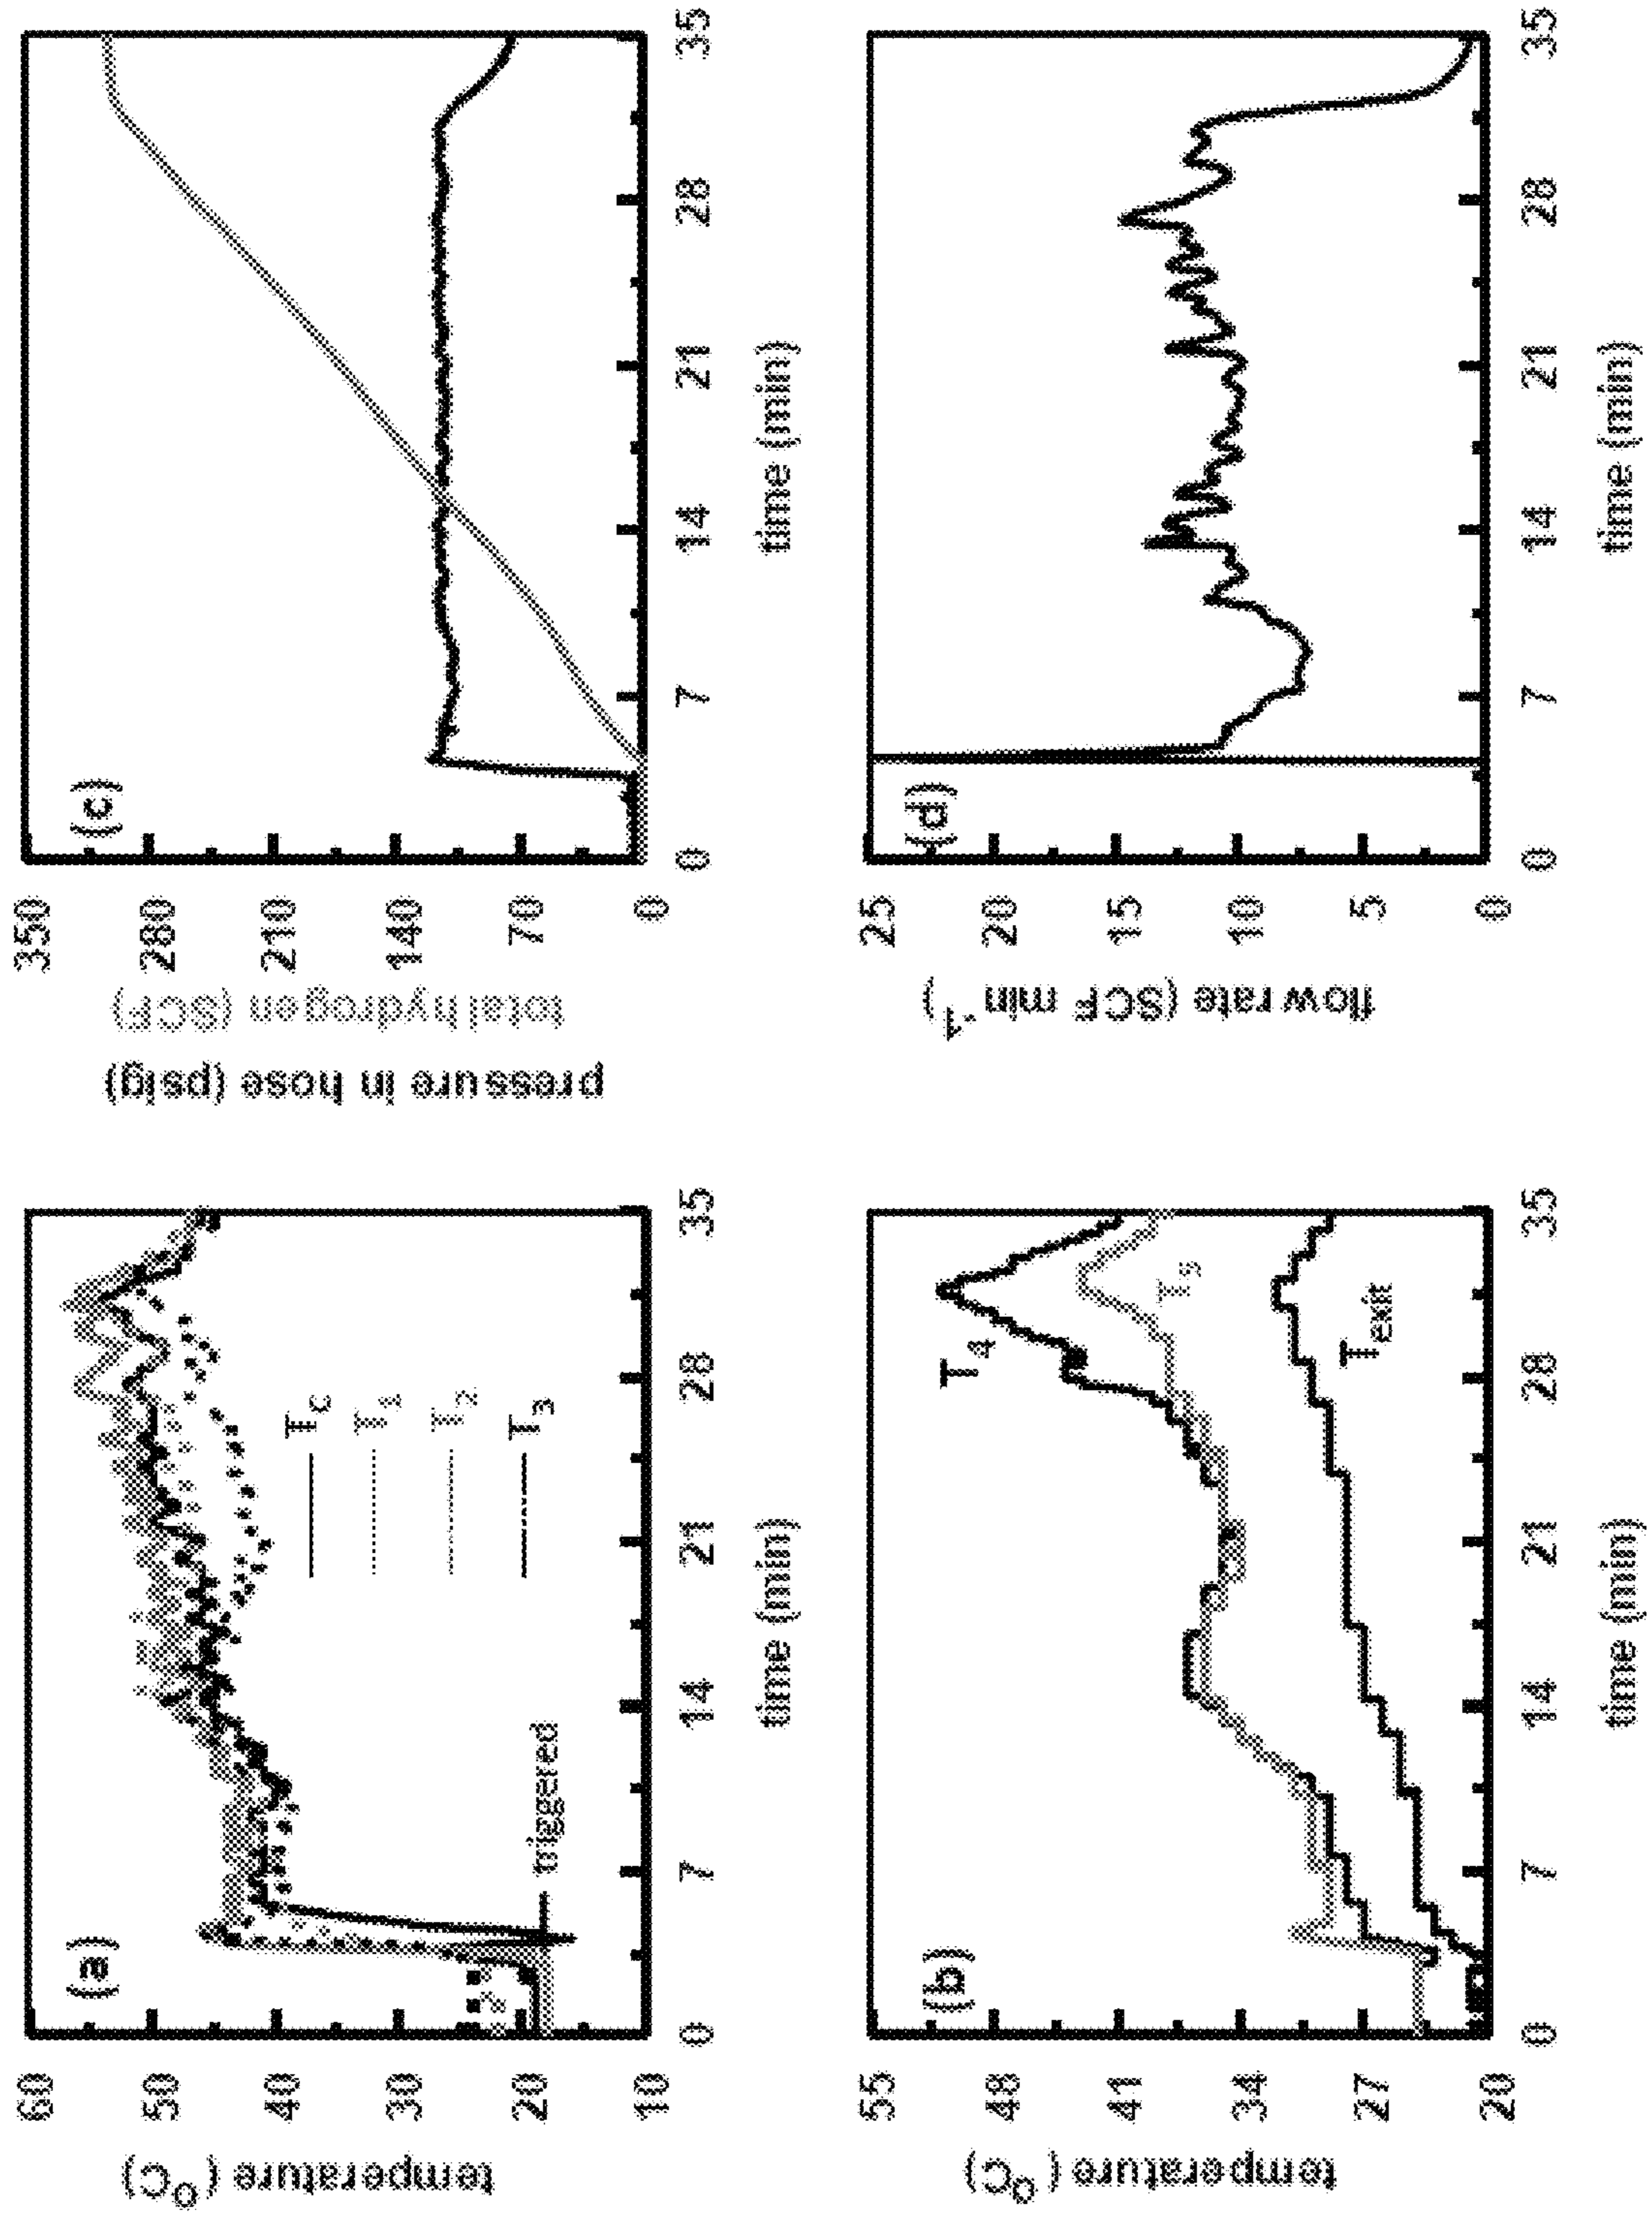 (a)
60
50
40
30
20
10
temperature (°C)
T_C
T_1
T_2
T_3
triggered
0 7 14 21 28 35
time (min)
(c)
350
280
210
140
70
0
pressure in hose (psig)
total hydrogen (SCF)
0 7 14 21 28 35
time (min)
(b)
55
48
41
34
27
20
temperature (°C)
T_4
T_5
T_exit
0 7 14 21 28 35
time (min)
(d)
25
20
15
10
5
0
flow rate (SCF min⁻¹)
0 7 14 21 28 35
time (min)